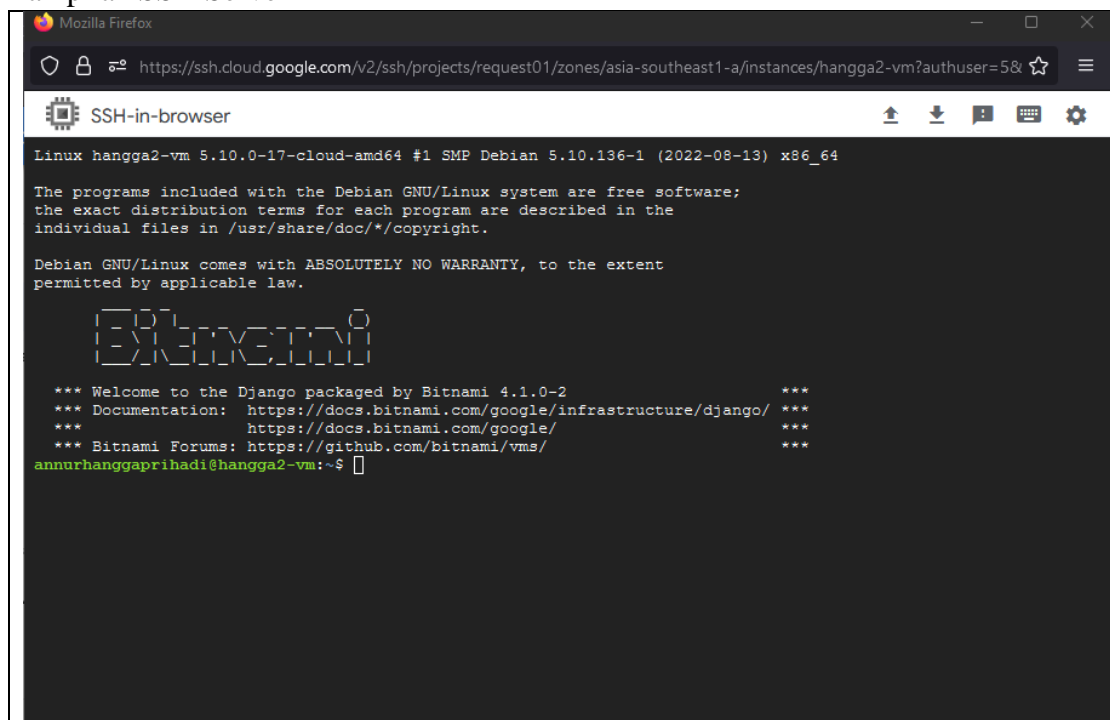 Mozilla Firefox
https://ssh.cloud.google.com/v2/ssh/projects/request01/zones/asia-southeast1-a/instances/hangga2-vm?authuser=5&
SSH-in-browser
Linux hangga2-vm 5.10.0-17-cloud-amd64 #1 SMP Debian 5.10.136-1 (2022-08-13) x86_64
The programs included with the Debian GNU/Linux system are free software;
the exact distribution terms for each program are described in the
individual files in /usr/share/doc/*/copyright.
Debian GNU/Linux comes with ABSOLUTELY NO WARRANTY, to the extent
permitted by applicable law.
Bitnami
*** Welcome to the Django packaged by Bitnami 4.1.0-2 ***
*** Documentation: https://docs.bitnami.com/google/infrastructure/django/ ***
*** https://docs.bitnami.com/google/ ***
*** Bitnami Forums: https://github.com/bitnami/vms/ ***
annurhanggaprihadi@hangga2-vm:~$